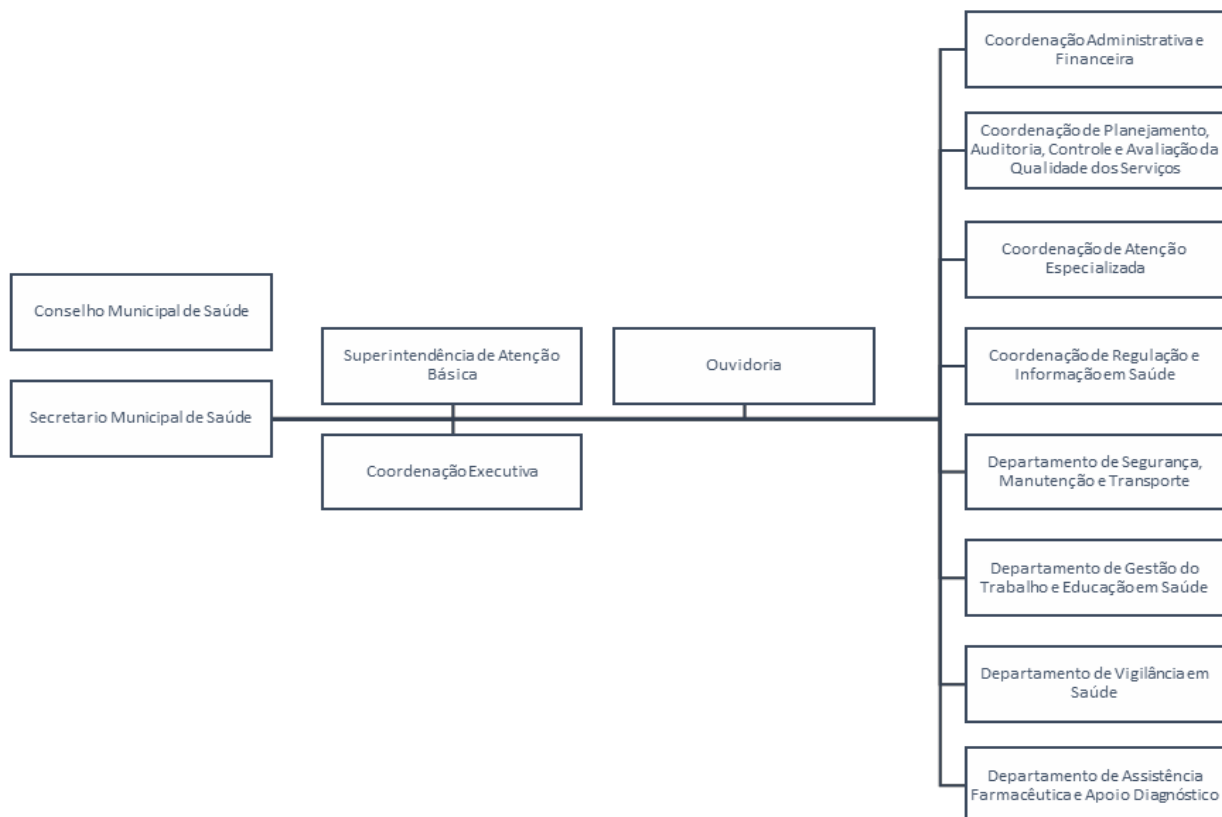 Conselho Municipal de Saúde
Secretario Municipal de Saúde
Superintendência de Atenção
Básica
Coordenação Executiva
Ouvidoria
Coordenação Administrativa e
Financeira
Coordenação de Planejamento,
Auditoria, Controle e Avaliação da
Qualidade dos Serviços
Coordenação de Atenção
Especializada
Coordenação de Regulação e
Informação em Saúde
Departamento de Segurança,
Manutenção e Transporte
Departamento de Gestão do
Trabalho e Educação em Saúde
Departamento de Vigilância em
Saúde
Departamento de Assistência
Farmacêutica e Apoio Diagnóstico